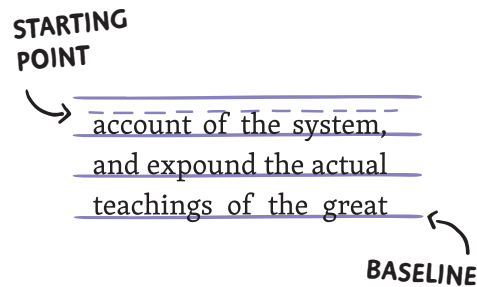 STARTING
POINT
account of the system,
and expound the actual
teachings of the great
BASELINE